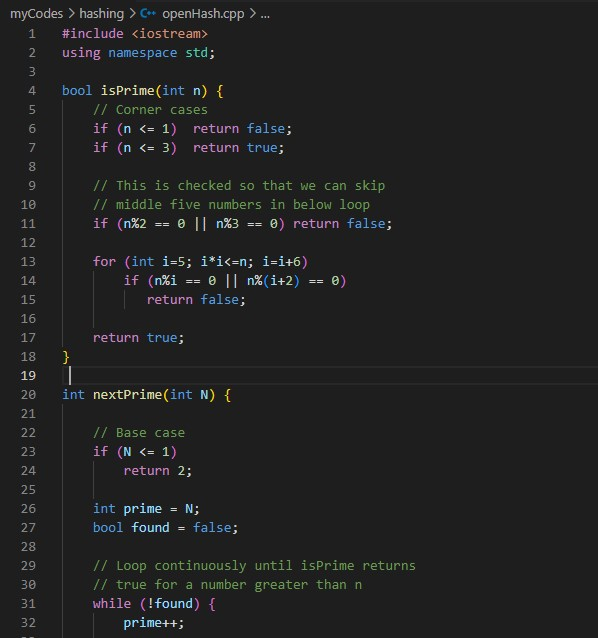 myCodes > hashing > C++ openHash.cpp > ...
1 #include <iostream>
2 using namespace std;
3
4 bool isPrime(int n) {
5     // Corner cases
6     if (n <= 1)  return false;
7     if (n <= 3)  return true;
8
9     // This is checked so that we can skip
10     // middle five numbers in below loop
11     if (n%2 == 0 || n%3 == 0) return false;
12
13     for (int i=5; i*i<=n; i=i+6)
14         if (n%i == 0 || n%(i+2) == 0)
15            return false;
16
17     return true;
18 }
19
20 int nextPrime(int N) {
21
22     // Base case
23     if (N <= 1)
24         return 2;
25
26     int prime = N;
27     bool found = false;
28
29     // Loop continuously until isPrime returns
30     // true for a number greater than n
31     while (!found) {
32         prime++;